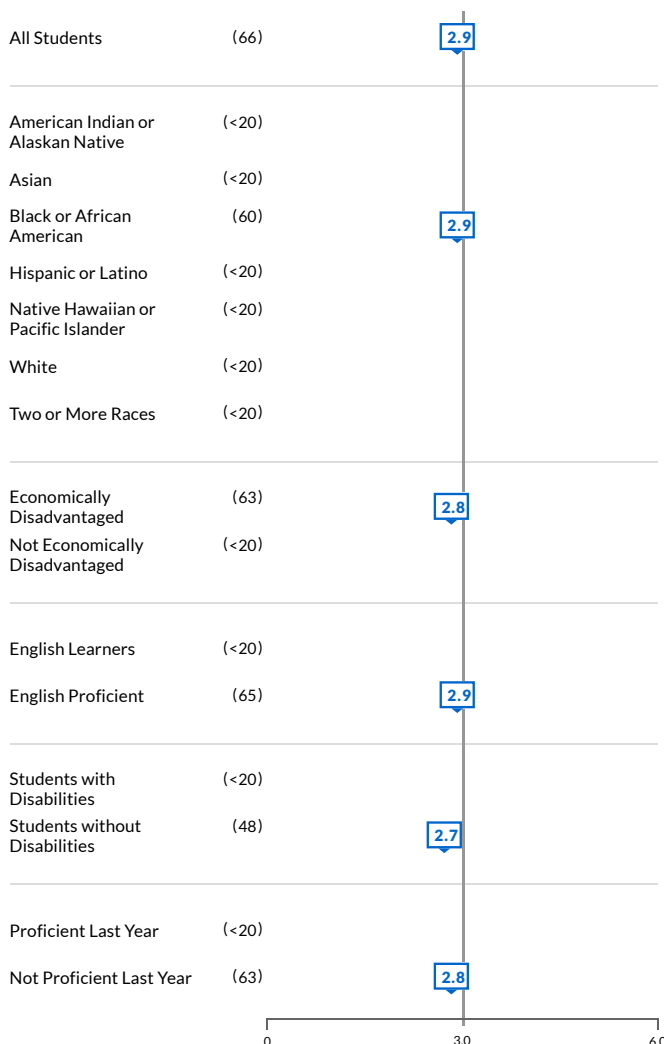 All Students (66) 2.9
American Indian or (<20)
Alaskan Native
Asian (<20)
Black or African (60) 2.9
American
Hispanic or Latino (<20)
Native Hawaiian or (<20)
Pacific Islander
White (<20)
Two or More Races (<20)
Economically (63) 2.8
Disadvantaged
Not Economically (<20)
Disadvantaged
English Learners (<20)
English Proficient (65) 2.9
Students with (<20)
Disabilities
Students without (48) 2.7
Disabilities
Proficient Last Year (<20)
Not Proficient Last Year (63) 2.8
0 3.0 6.0